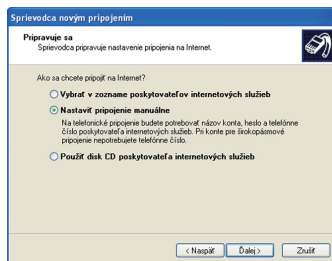 Sprievodca novým pripojením
Pripravuje sa
Sprievodca pripravuje nastavenie pripojenia na Internet.
Ako sa chcete pripojiť na Internet?
Vybrať v zozname poskytovateľov internetových služieb
Nastaviť pripojenie manuálne
Na telefonické pripojenie budete potrebovať názov konta, heslo a telefónne
číslo poskytovateľa internetových služieb. Pri konte pre širokopásmové
pripojenie nepotrebujete telefónne číslo.
Použiť disk CD poskytovateľa internetových služieb
< Naspäť
Ďalej >
Zrušiť